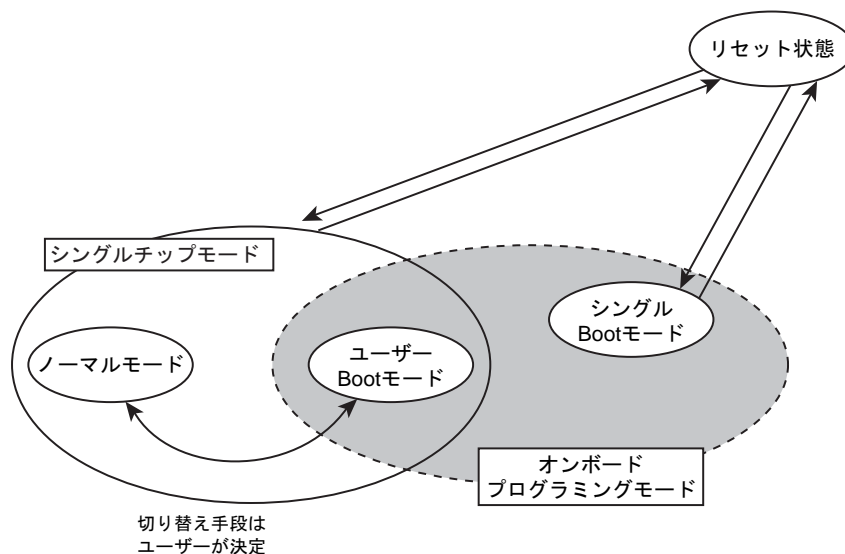 リセット状態
シングルチップモード
シングル
Bootモード
ノーマルモード
ユーザー
Bootモード
オンボード
プログラミングモード
切り替え手段は
ユーザーが決定